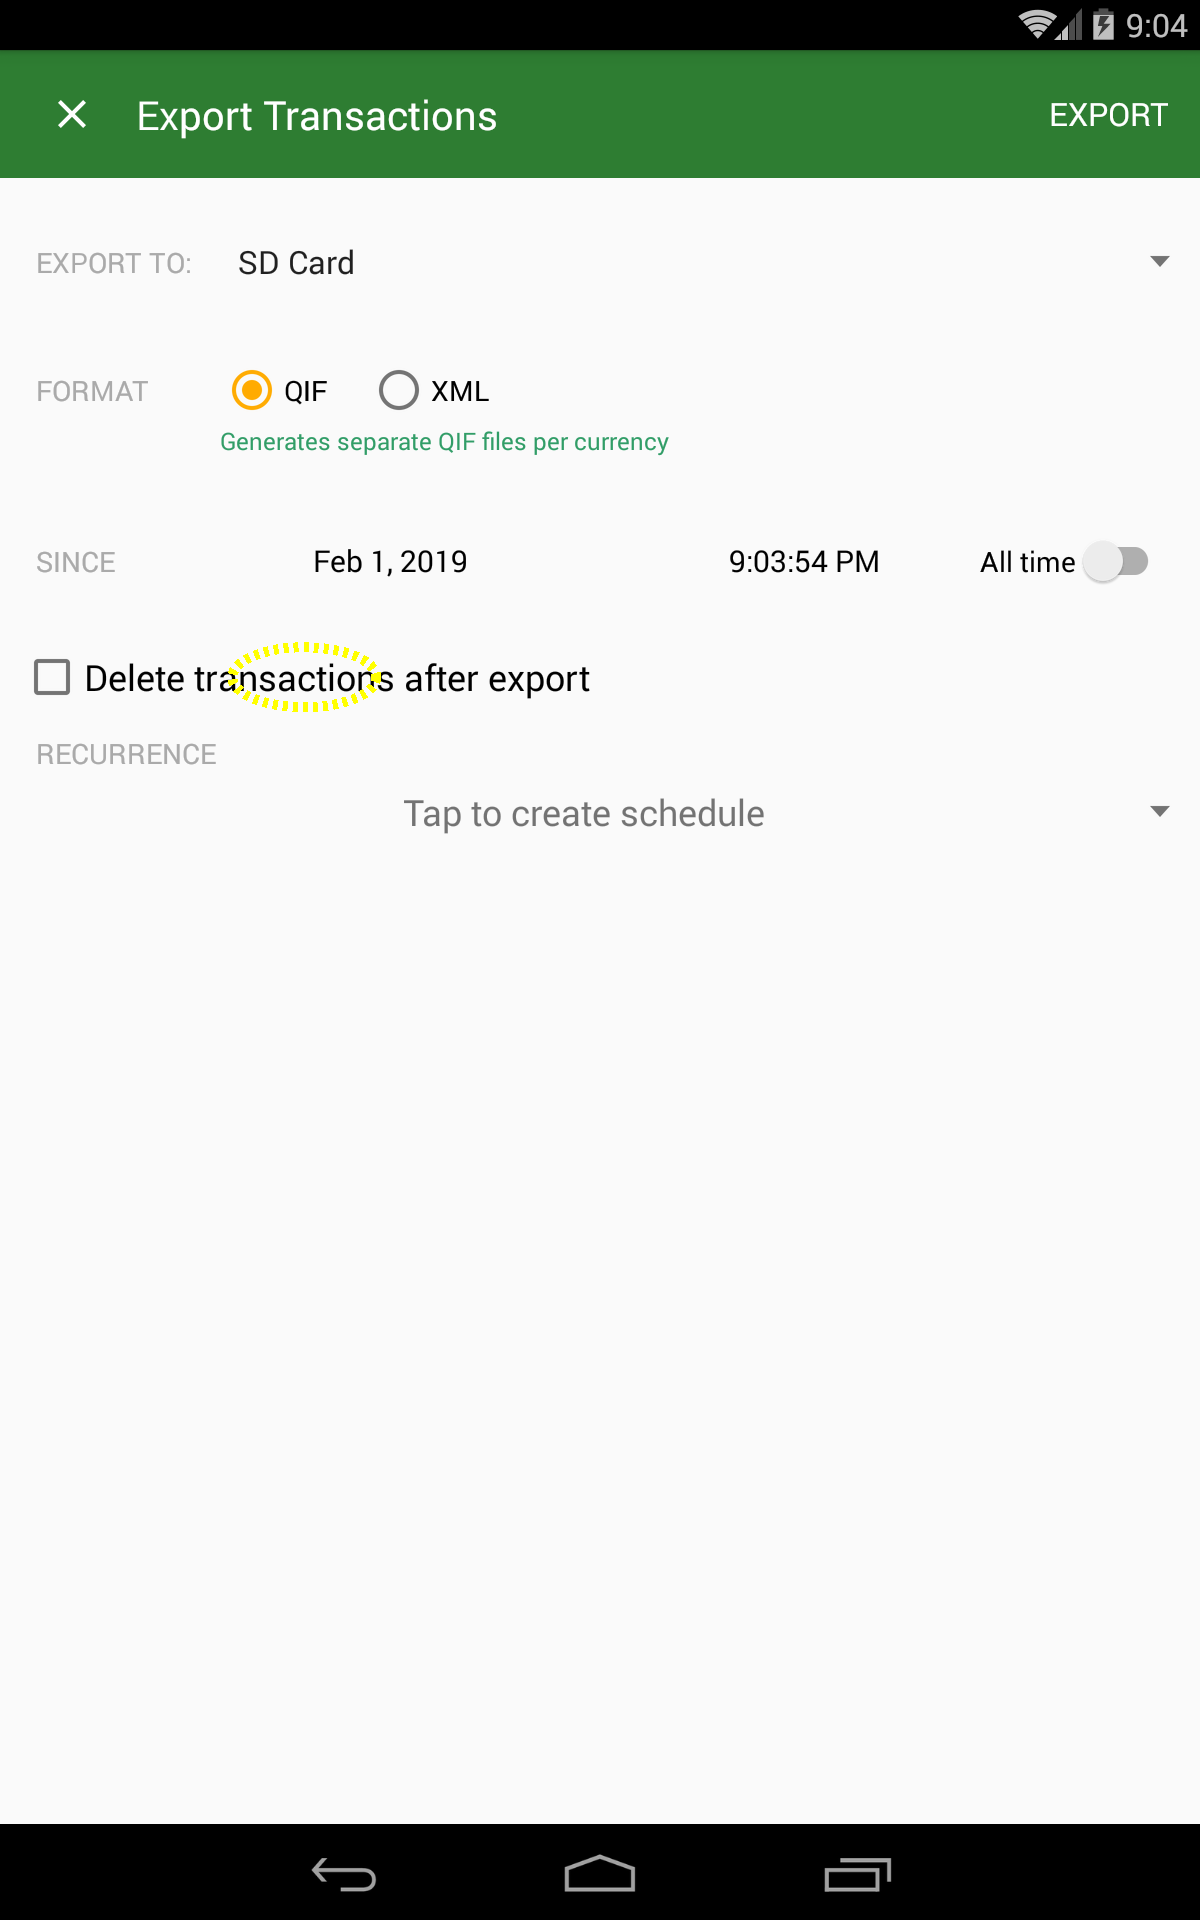 9:04
Export Transactions EXPORT
EXPORT TO: SD Card
FORMAT QIF XML
Generates separate QIF files per currency
SINCE Feb 1, 2019 9:03:54 PM All time
Delete transactions after export
RECURRENCE
Tap to create schedule